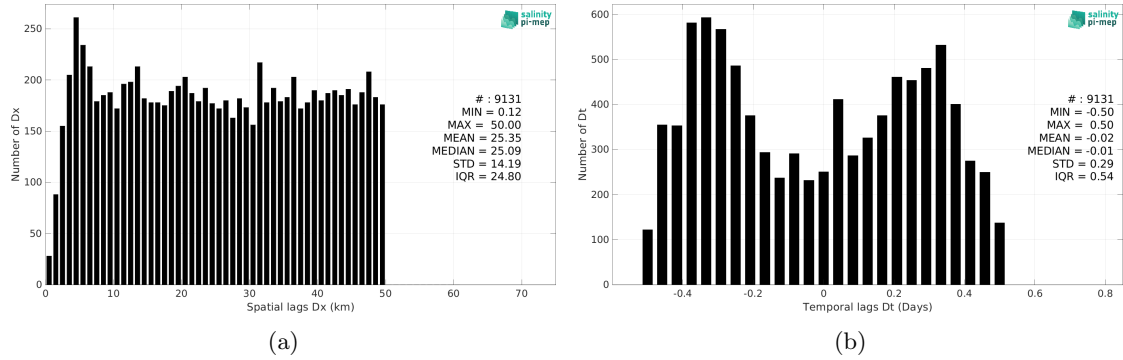 salinity
pi-mep
Number of Dx
250
200
150
100
50
0
# : 9131
MIN = 0.12
MAX = 50.00
MEAN = 25.35
MEDIAN = 25.09
STD = 14.19
IQR = 24.80
0 10 20 30 40 50 60 70
Spatial lags Dx (km)
(a)
salinity
pi-mep
Number of Dt
600
500
400
300
200
100
0
# : 9131
MIN = -0.50
MAX = 0.50
MEAN = -0.02
MEDIAN = -0.01
STD = 0.29
IQR = 0.54
-0.4 -0.2 0 0.2 0.4 0.6 0.8
Temporal lags Dt (Days)
(b)